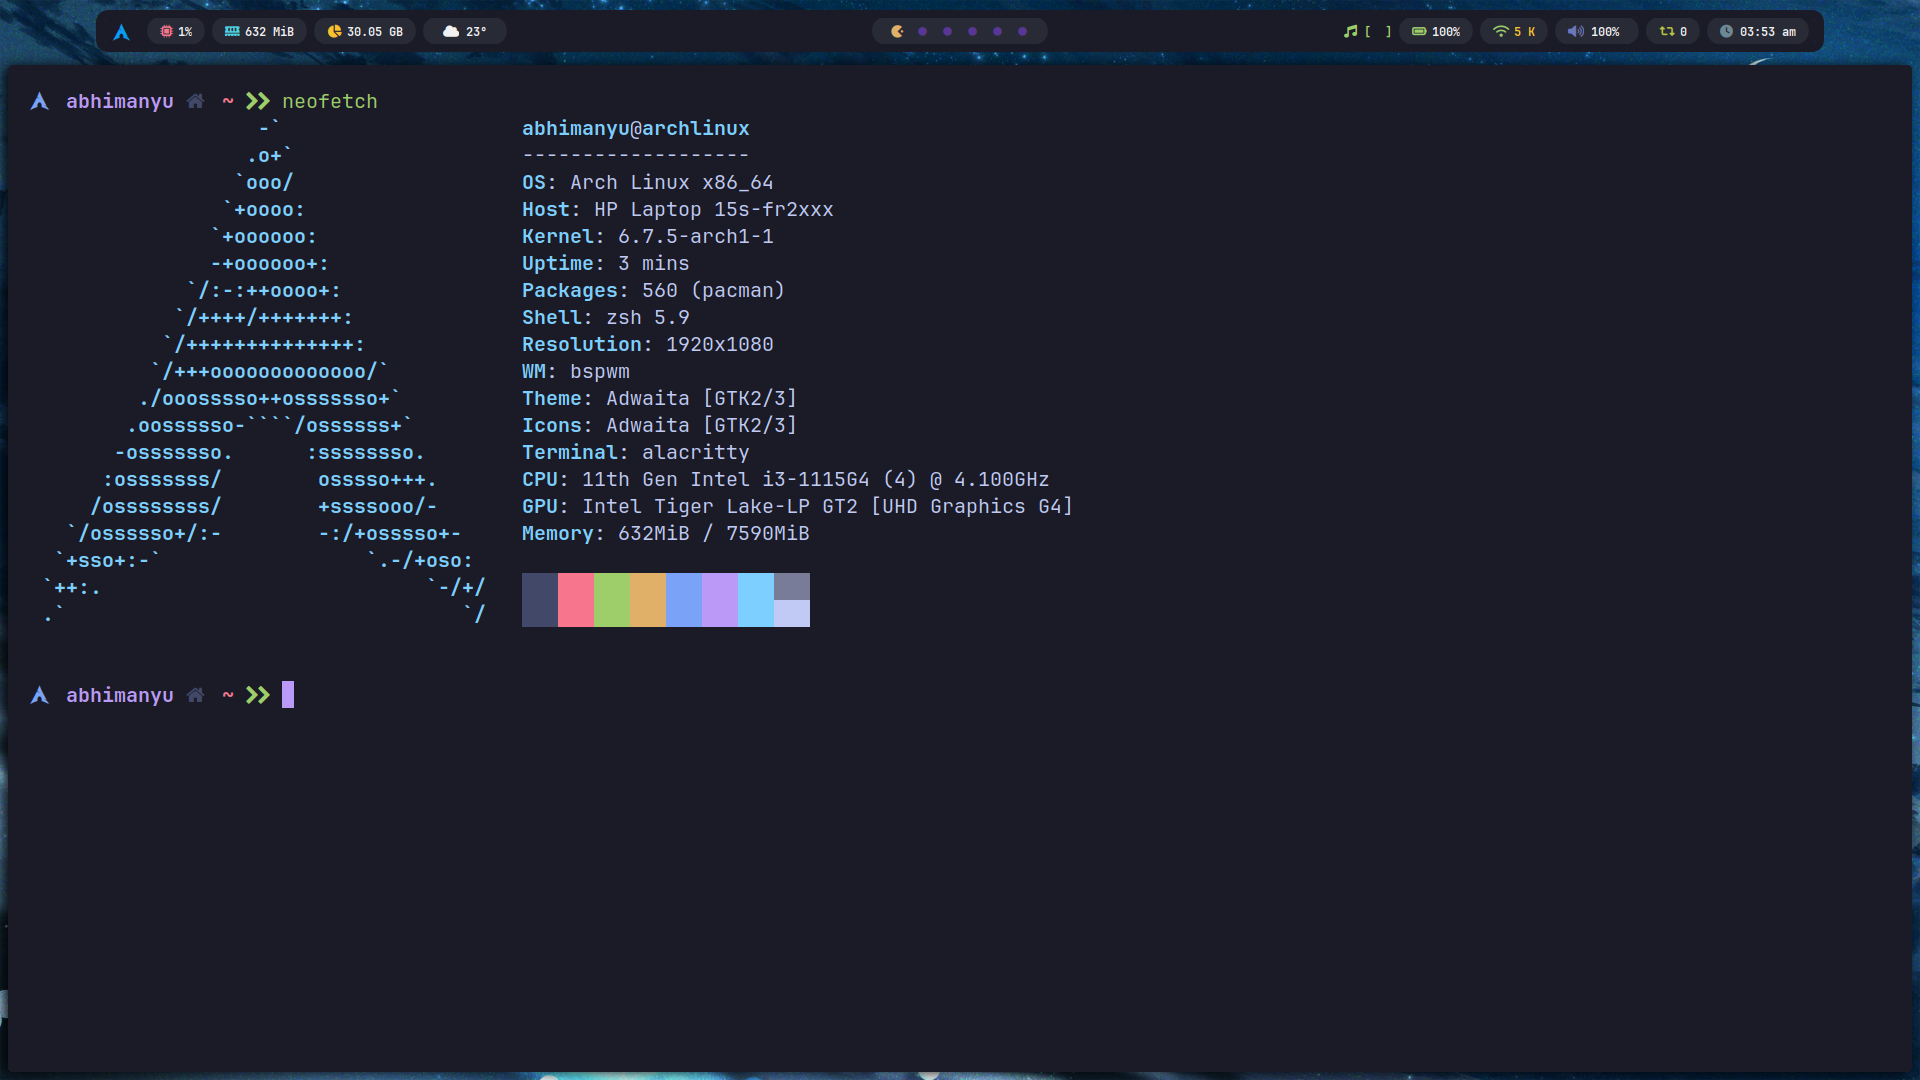 1% 632 MiB 30.05 GB 23° [ ] 100% 5 K 100% 0 03:53 am
abhimanyu ~ neofetch
-`
.o+`
`ooo/
`+oooo:
`+oooooo:
-+oooooo+:
`/:-:++oooo+:
`/++++/+++++++:
`/++++++++++++++:
`/+++ooooooooooooo/`
./ooosssso++osssssso+`
.oossssso-````/ossssss+`
-osssssso. :ssssssso.
:osssssss/ osssso+++.
/ossssssss/ +ssssooo/-
`/ossssso+/:- -:/+osssso+-
`+sso+:-` `.-/+oso:
`++:. `-/+/
.` `/
abhimanyu@archlinux
-------------------
OS: Arch Linux x86_64
Host: HP Laptop 15s-fr2xxx
Kernel: 6.7.5-arch1-1
Uptime: 3 mins
Packages: 560 (pacman)
Shell: zsh 5.9
Resolution: 1920x1080
WM: bspwm
Theme: Adwaita [GTK2/3]
Icons: Adwaita [GTK2/3]
Terminal: alacritty
CPU: 11th Gen Intel i3-1115G4 (4) @ 4.100GHz
GPU: Intel Tiger Lake-LP GT2 [UHD Graphics G4]
Memory: 632MiB / 7590MiB
abhimanyu ~